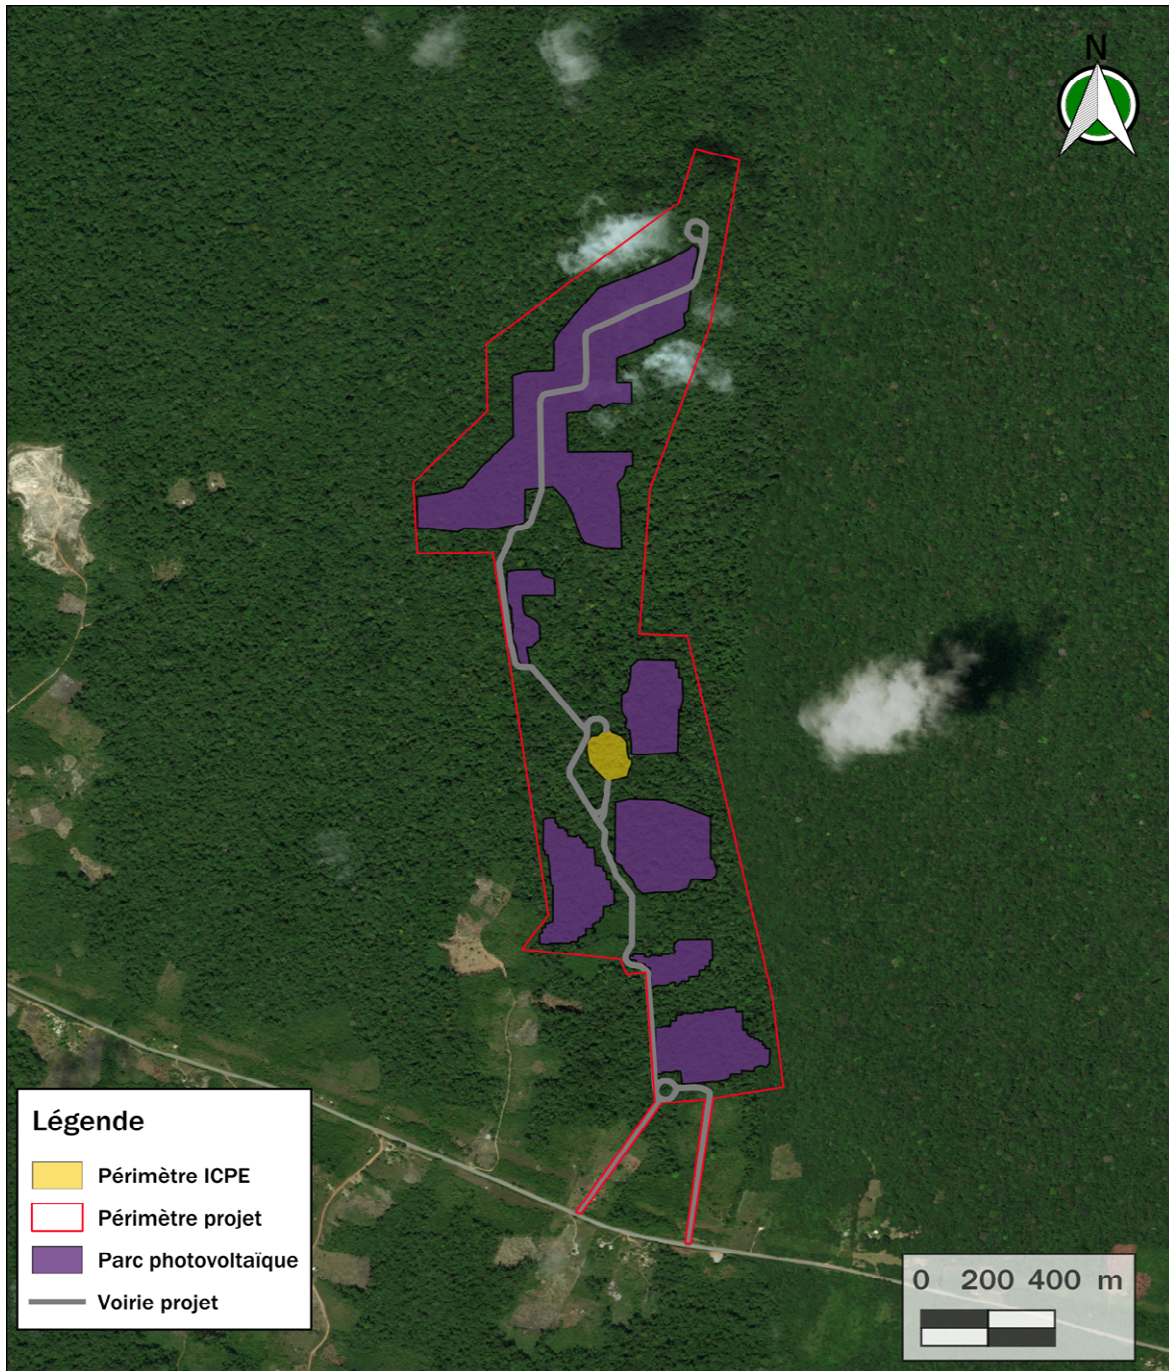 N
Légende
Périmètre ICPE
Périmètre projet
Parc photovoltaïque
Voirie projet
0 200 400 m